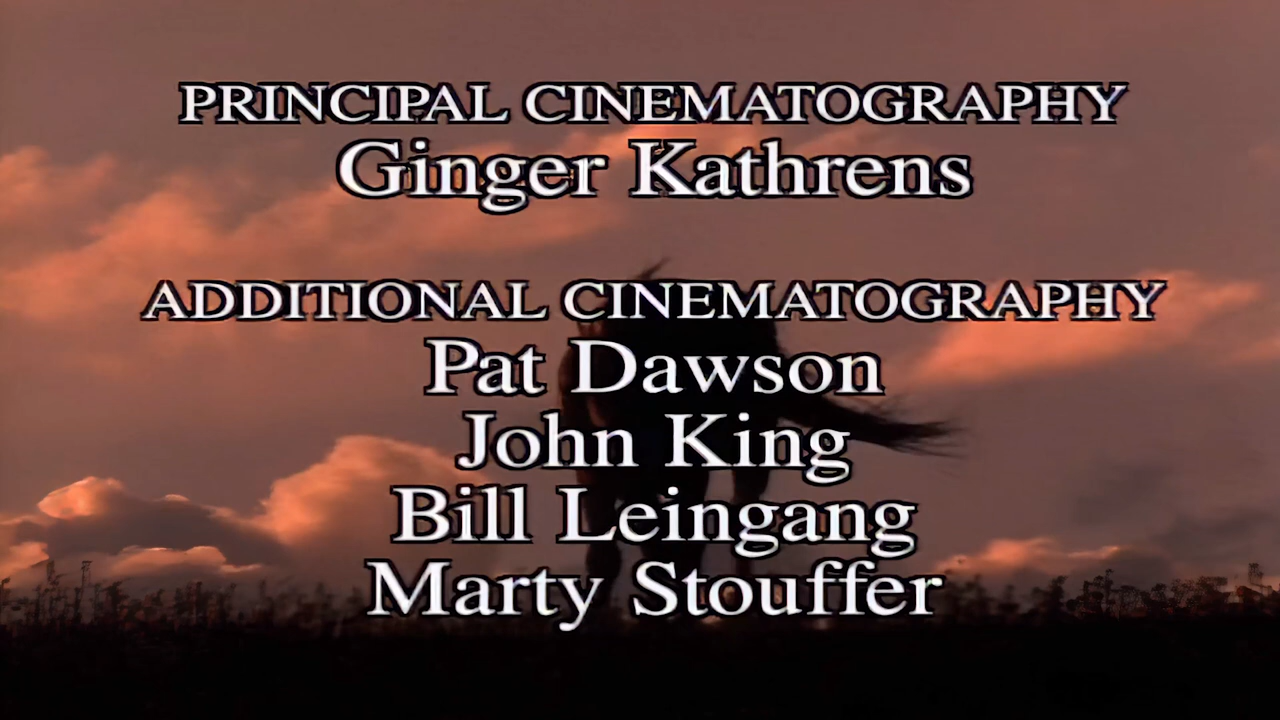 PRINCIPAL CINEMATOGRAPHY
Ginger Kathrens
ADDITIONAL CINEMATOGRAPHY
Pat Dawson
John King
Bill Leingang
Marty Stouffer